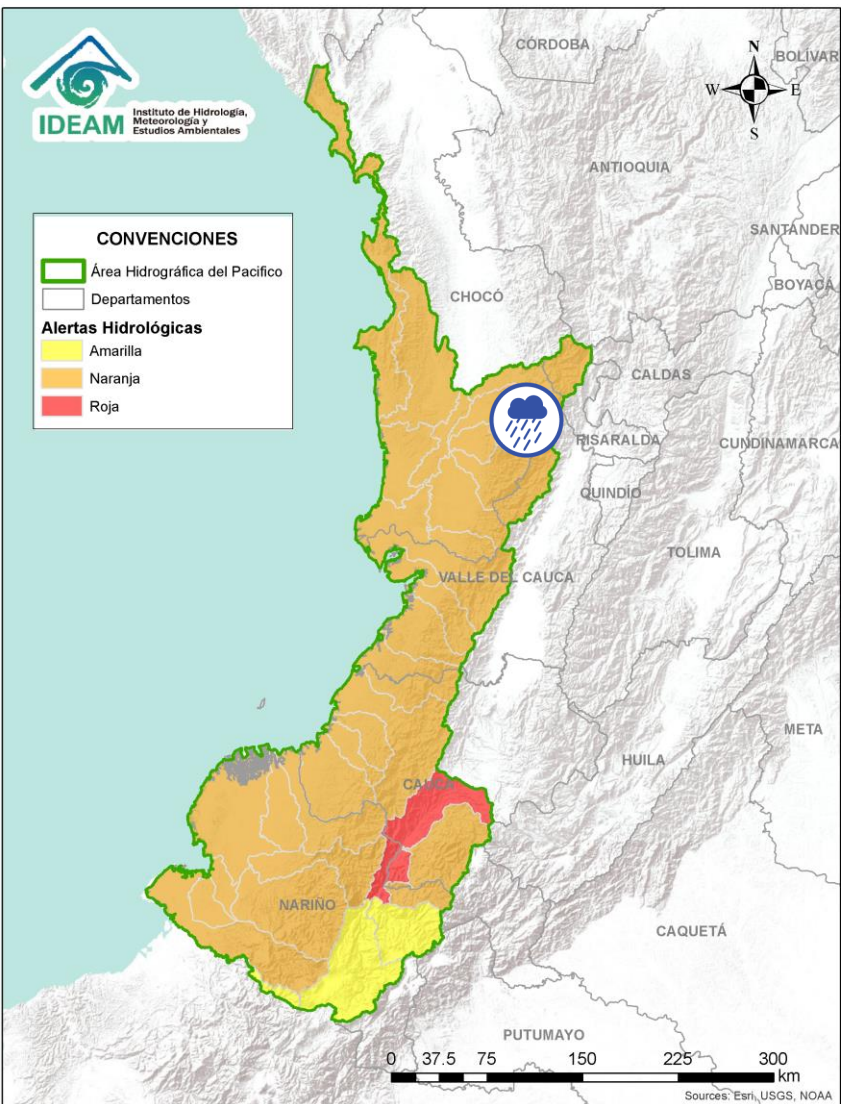 IDEAM
Instituto de Hidrología,
Meteorología y
Estudios Ambientales
CÓRDOBA
BOLÍVAR
N
W
E
S
ANTIOQUIA
SANTANDER
BOYACÁ
CONVENCIONES
Área Hidrográfica del Pacifico
Departamentos
Alertas Hidrológicas
Amarilla
Naranja
Roja
CHOCÓ
CALDAS
RISARALDA
CUNDINAMARCA
QUINDÍO
TOLIMA
VALLE DEL CAUCA
META
HUILA
CAUCA
NARIÑO
CAQUETÁ
PUTUMAYO
0 37.5 75 150 225 300
km
Sources: Esri, USGS, NOAA